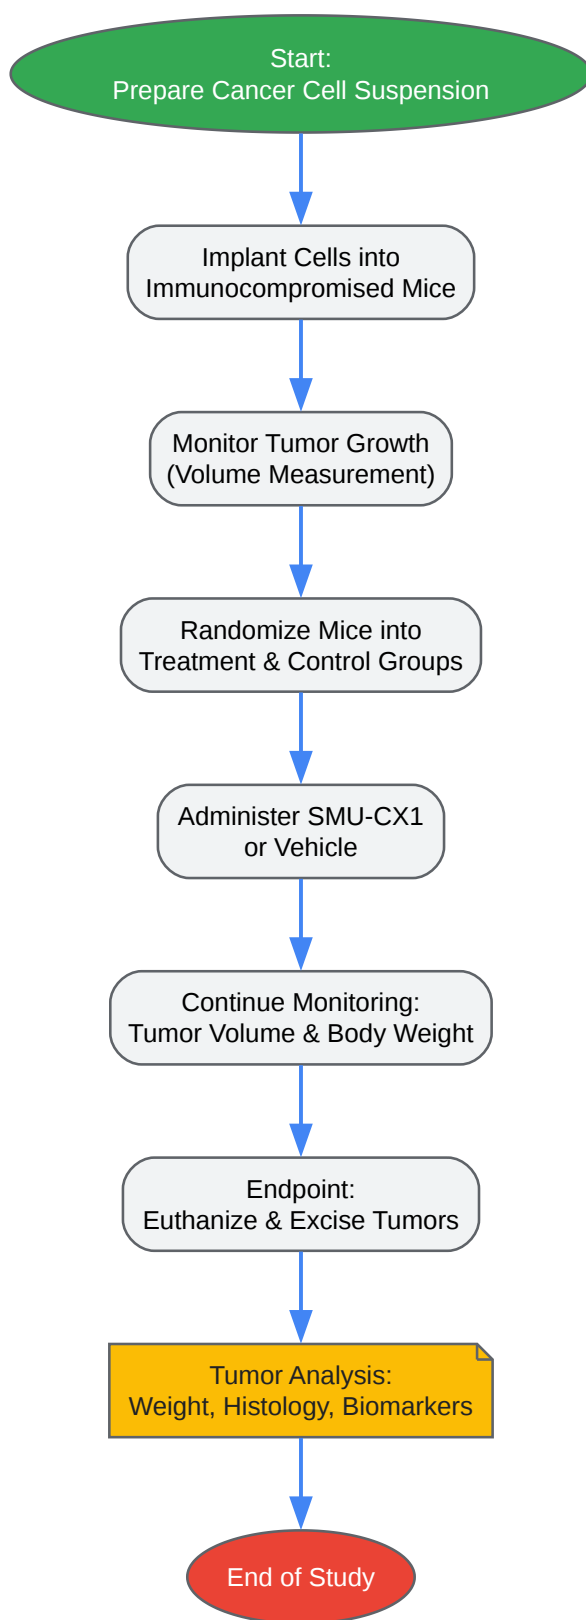 Start:
Prepare Cancer Cell Suspension
Implant Cells into
Immunocompromised Mice
Monitor Tumor Growth
(Volume Measurement)
Randomize Mice into
Treatment & Control Groups
Administer SMU-CX1
or Vehicle
Continue Monitoring:
Tumor Volume & Body Weight
Endpoint:
Euthanize & Excise Tumors
Tumor Analysis:
Weight, Histology, Biomarkers
End of Study